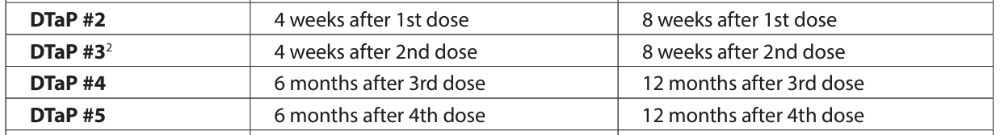 DTaP #2 4 weeks after 1st dose 8 weeks after 1st dose
DTaP #3² 4 weeks after 2nd dose 8 weeks after 2nd dose
DTaP #4 6 months after 3rd dose 12 months after 3rd dose
DTaP #5 6 months after 4th dose 12 months after 4th dose